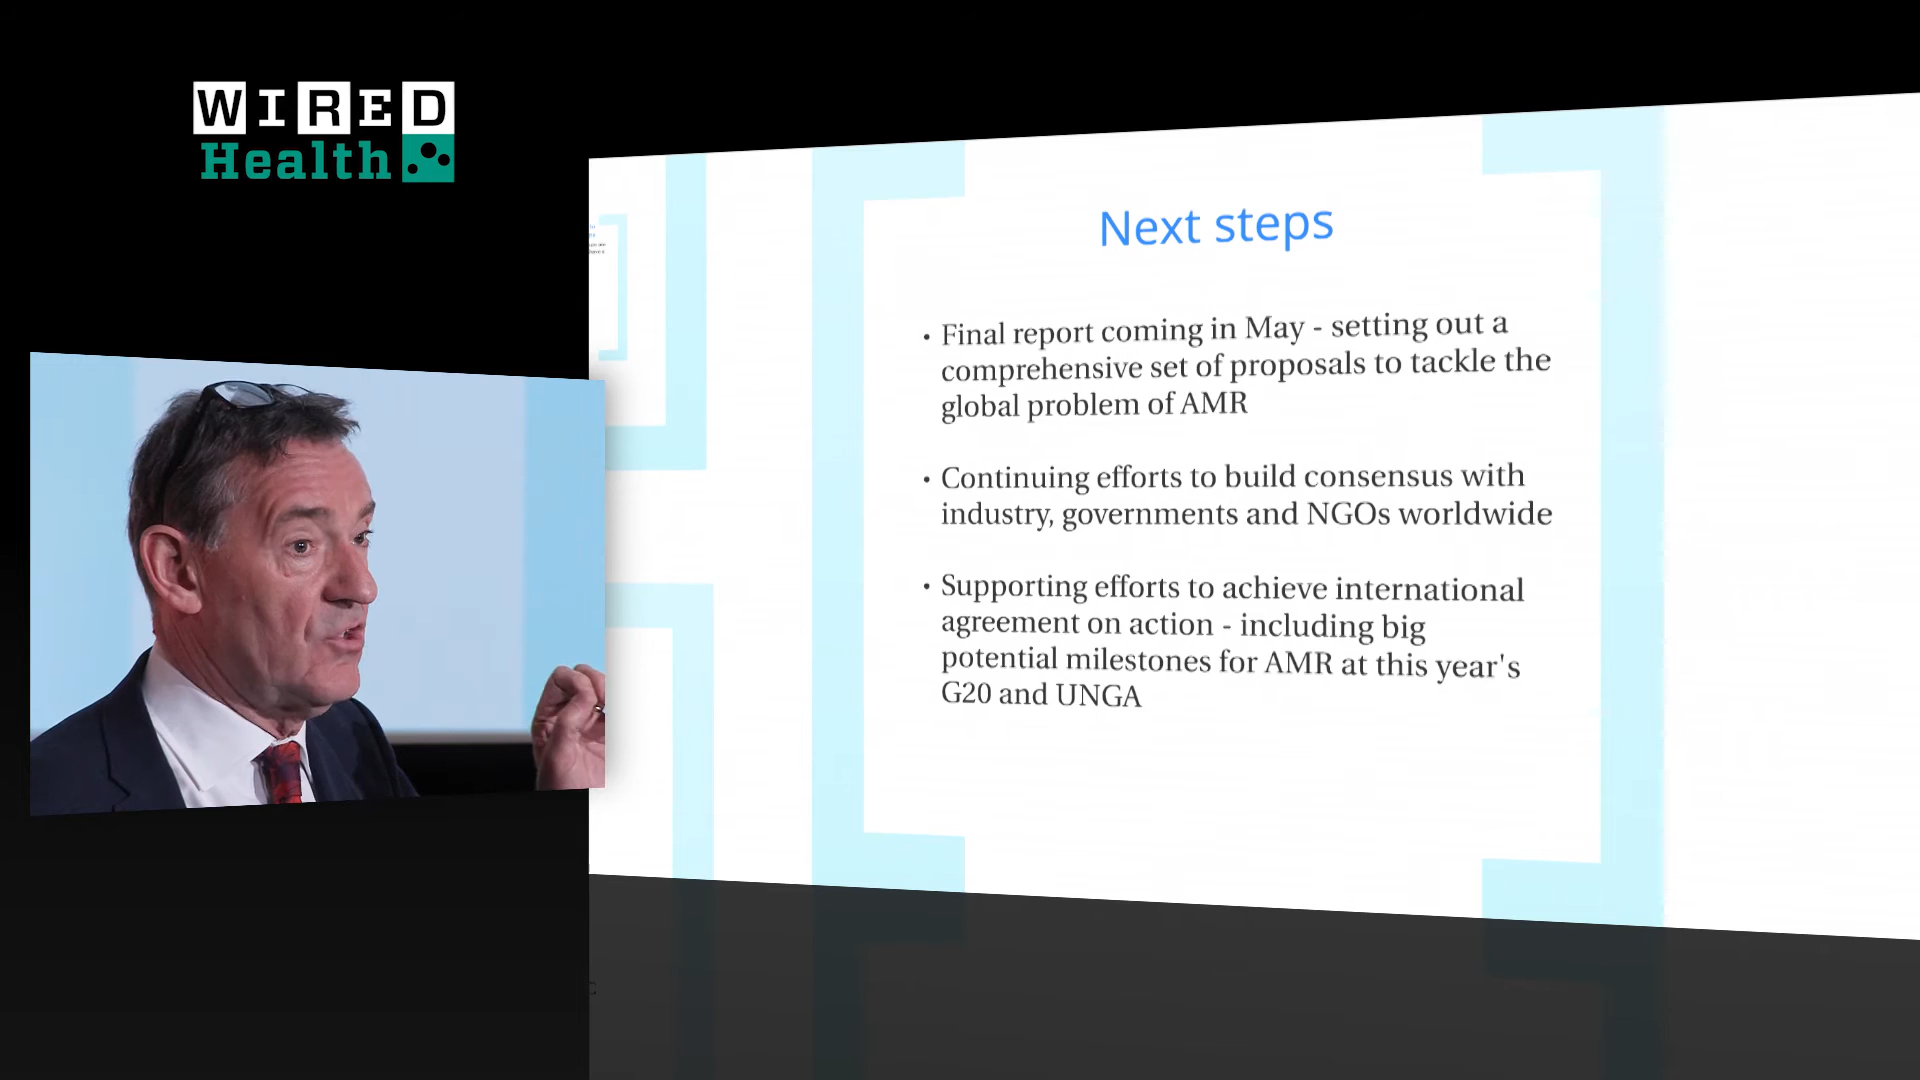 WIRED
Health
Next steps
• Final report coming in May - setting out a
comprehensive set of proposals to tackle the
global problem of AMR
• Continuing efforts to build consensus with
industry, governments and NGOs worldwide
• Supporting efforts to achieve international
agreement on action - including big
potential milestones for AMR at this year's
G20 and UNGA